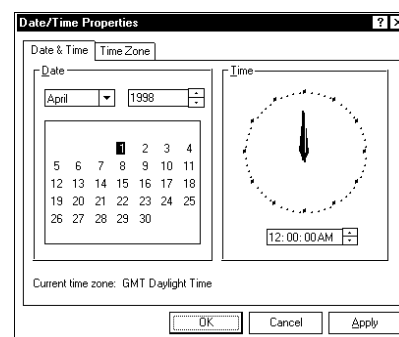 Date/Time Properties
Date & Time Time Zone
Date
April 1998
1 2 3 4
5 6 7 8 9 10 11
12 13 14 15 16 17 18
19 20 21 22 23 24 25
26 27 28 29 30
Time
12:00:00AM
Current time zone: GMT Daylight Time
OK Cancel Apply